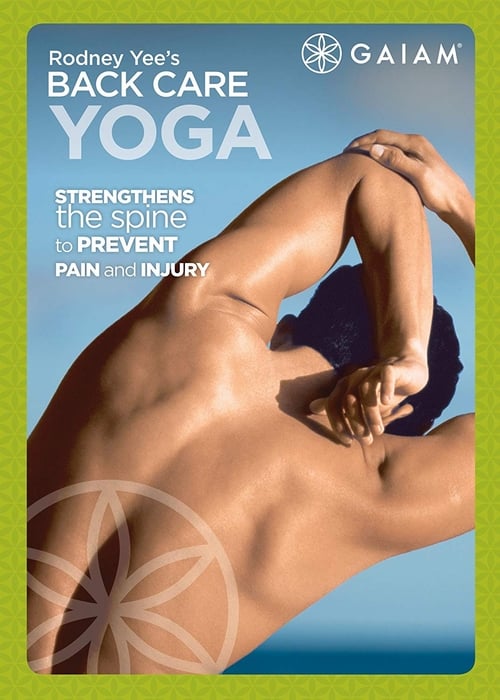 Rodney Yee's
BACK CARE
YOGA
GAIAM®
STRENGTHENS
the spine
to PREVENT
PAIN and INJURY